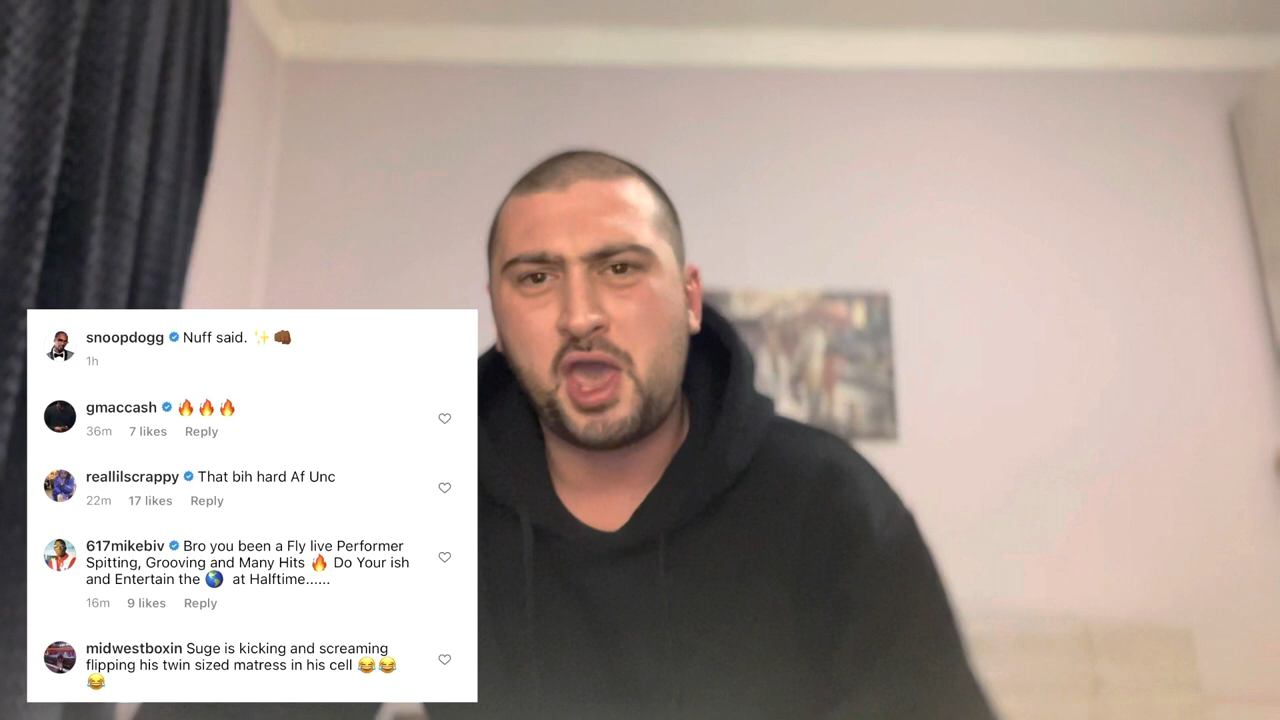 snoopdogg Nuff said. ✨ 👊🏾
1h
gmaccash 🔥🔥🔥
36m 7 likes Reply
reallilscrappy That bih hard Af Unc
22m 17 likes Reply
617mikebiv Bro you been a Fly live Performer
Spitting, Grooving and Many Hits 🔥 Do Your ish
and Entertain the 🌎 at Halftime......
16m 9 likes Reply
midwestboxin Suge is kicking and screaming
flipping his twin sized matress in his cell 😂😂
😂